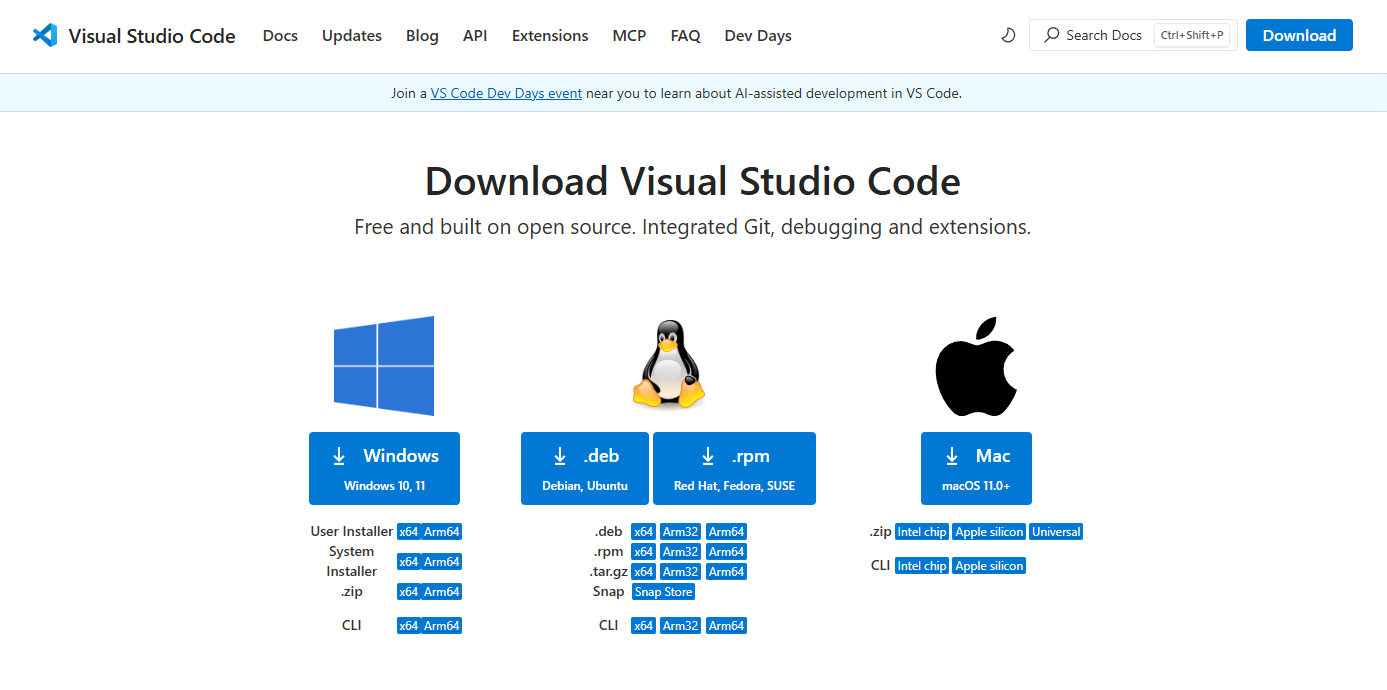 Visual Studio Code Docs Updates Blog API Extensions MCP FAQ Dev Days Search Docs Ctrl+Shift+P Download
Join a VS Code Dev Days event near you to learn about AI-assisted development in VS Code.
Download Visual Studio Code
Free and built on open source. Integrated Git, debugging and extensions.
Windows
Windows 10, 11
User Installer x64 Arm64
System Installer x64 Arm64
.zip x64 Arm64
CLI x64 Arm64
.deb
Debian, Ubuntu
.rpm
Red Hat, Fedora, SUSE
.deb x64 Arm32 Arm64
.rpm x64 Arm32 Arm64
.tar.gz x64 Arm32 Arm64
Snap Snap Store
CLI x64 Arm32 Arm64
Mac
macOS 11.0+
.zip Intel chip Apple silicon Universal
CLI Intel chip Apple silicon